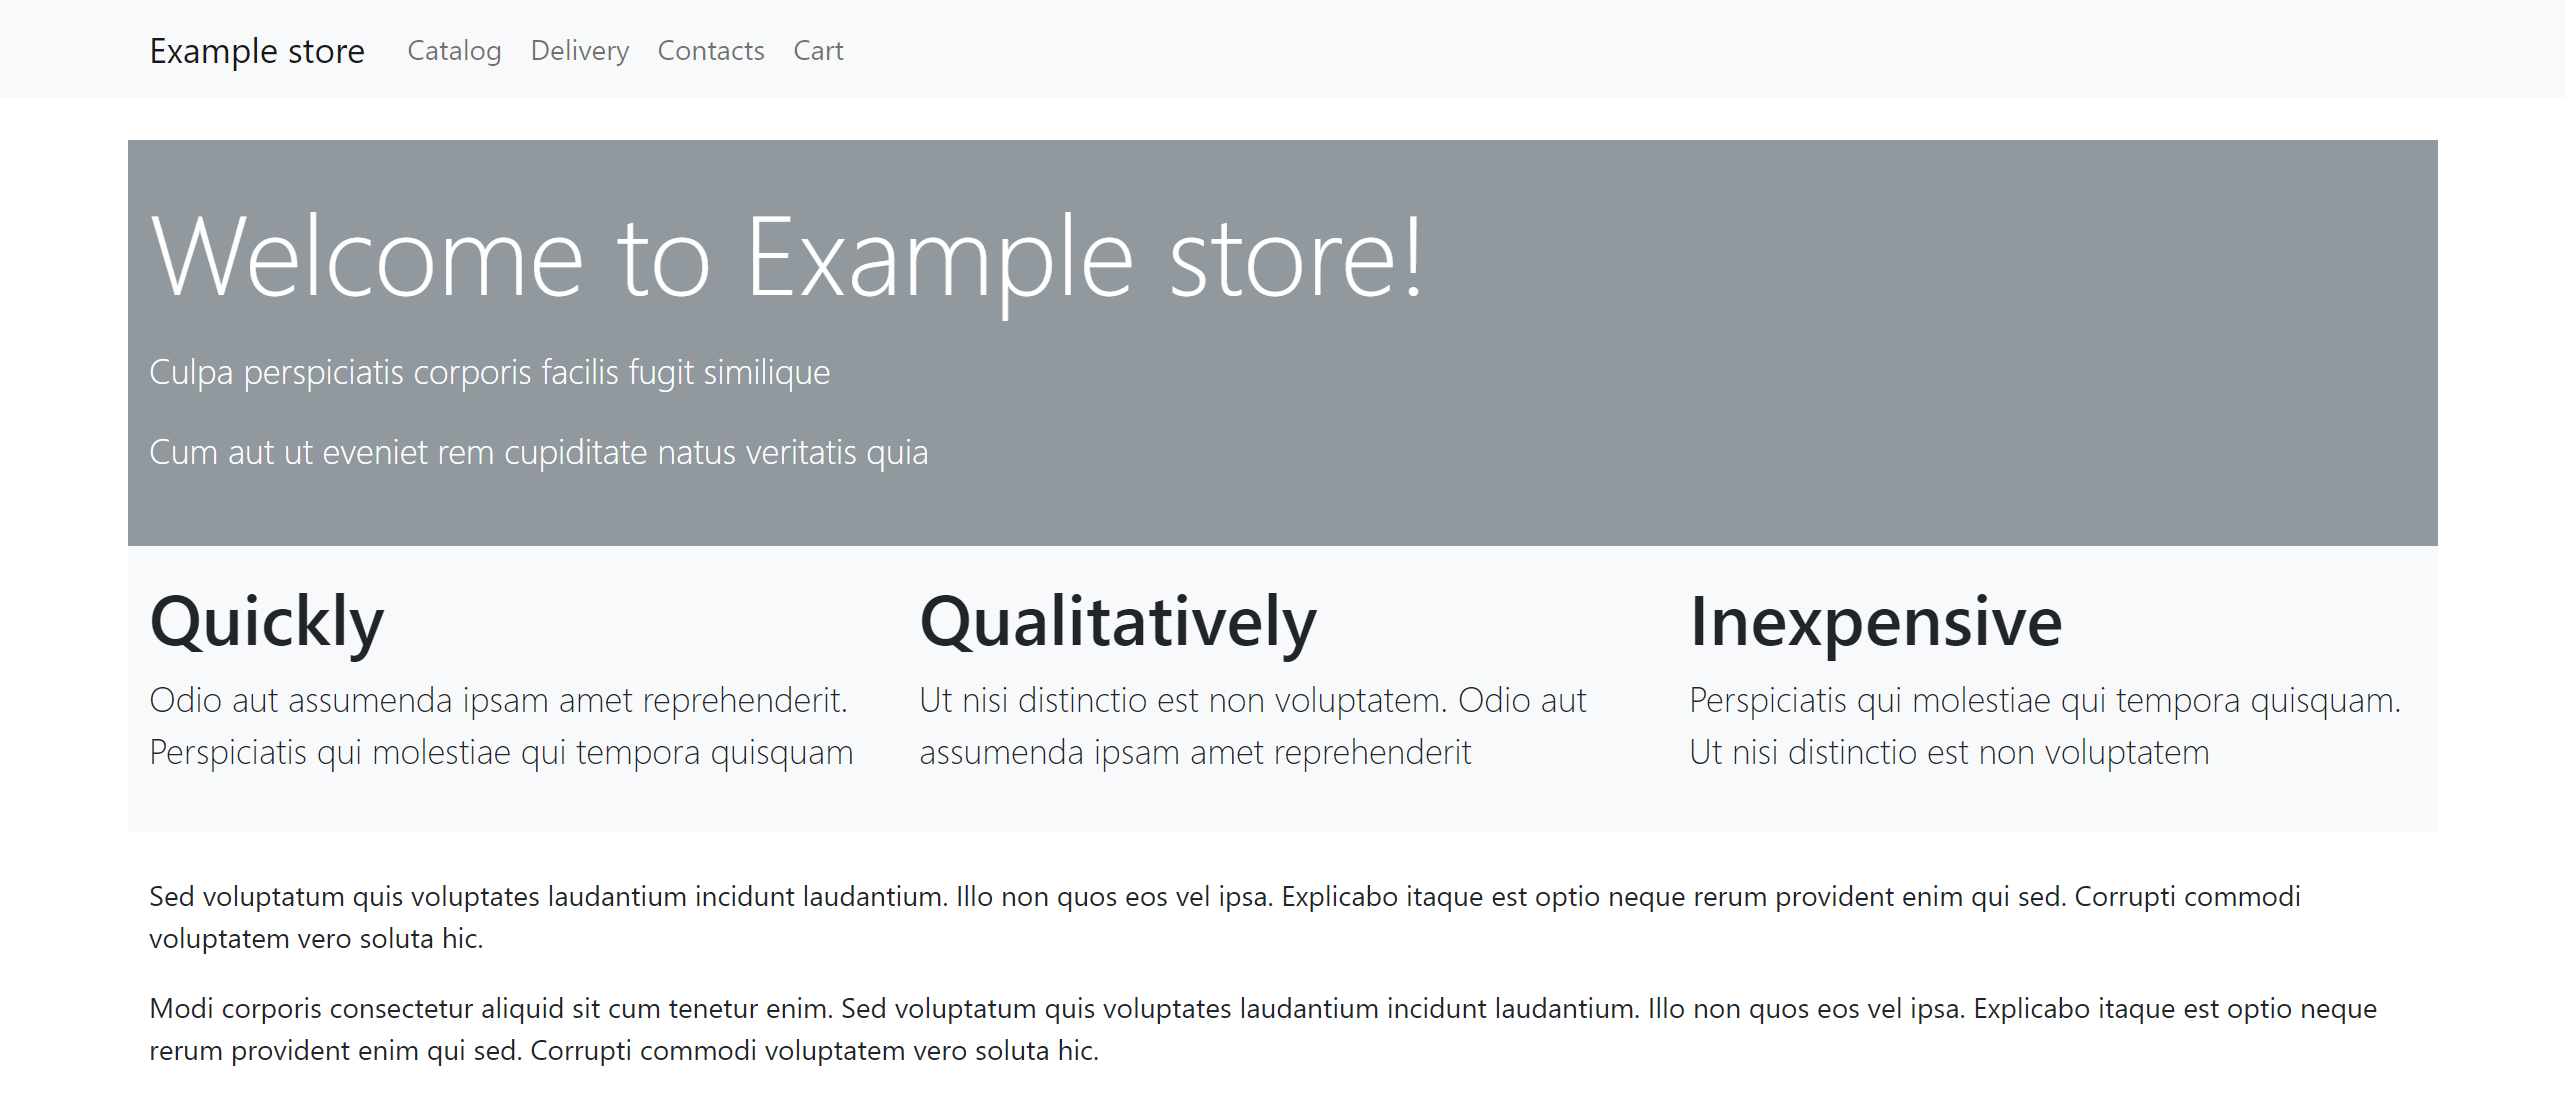 Example store Catalog Delivery Contacts Cart
Welcome to Example store!
Culpa perspiciatis corporis facilis fugit similique
Cum aut ut eveniet rem cupiditate natus veritatis quia
Quickly
Odio aut assumenda ipsam amet reprehenderit.
Perspiciatis qui molestiae qui tempora quisquam
Qualitatively
Ut nisi distinctio est non voluptatem. Odio aut
assumenda ipsam amet reprehenderit
Inexpensive
Perspiciatis qui molestiae qui tempora quisquam.
Ut nisi distinctio est non voluptatem
Sed voluptatum quis voluptates laudantium incidunt laudantium. Illo non quos eos vel ipsa. Explicabo itaque est optio neque rerum provident enim qui sed. Corrupti commodi
voluptatem vero soluta hic.
Modi corporis consectetur aliquid sit cum tenetur enim. Sed voluptatum quis voluptates laudantium incidunt laudantium. Illo non quos eos vel ipsa. Explicabo itaque est optio neque
rerum provident enim qui sed. Corrupti commodi voluptatem vero soluta hic.